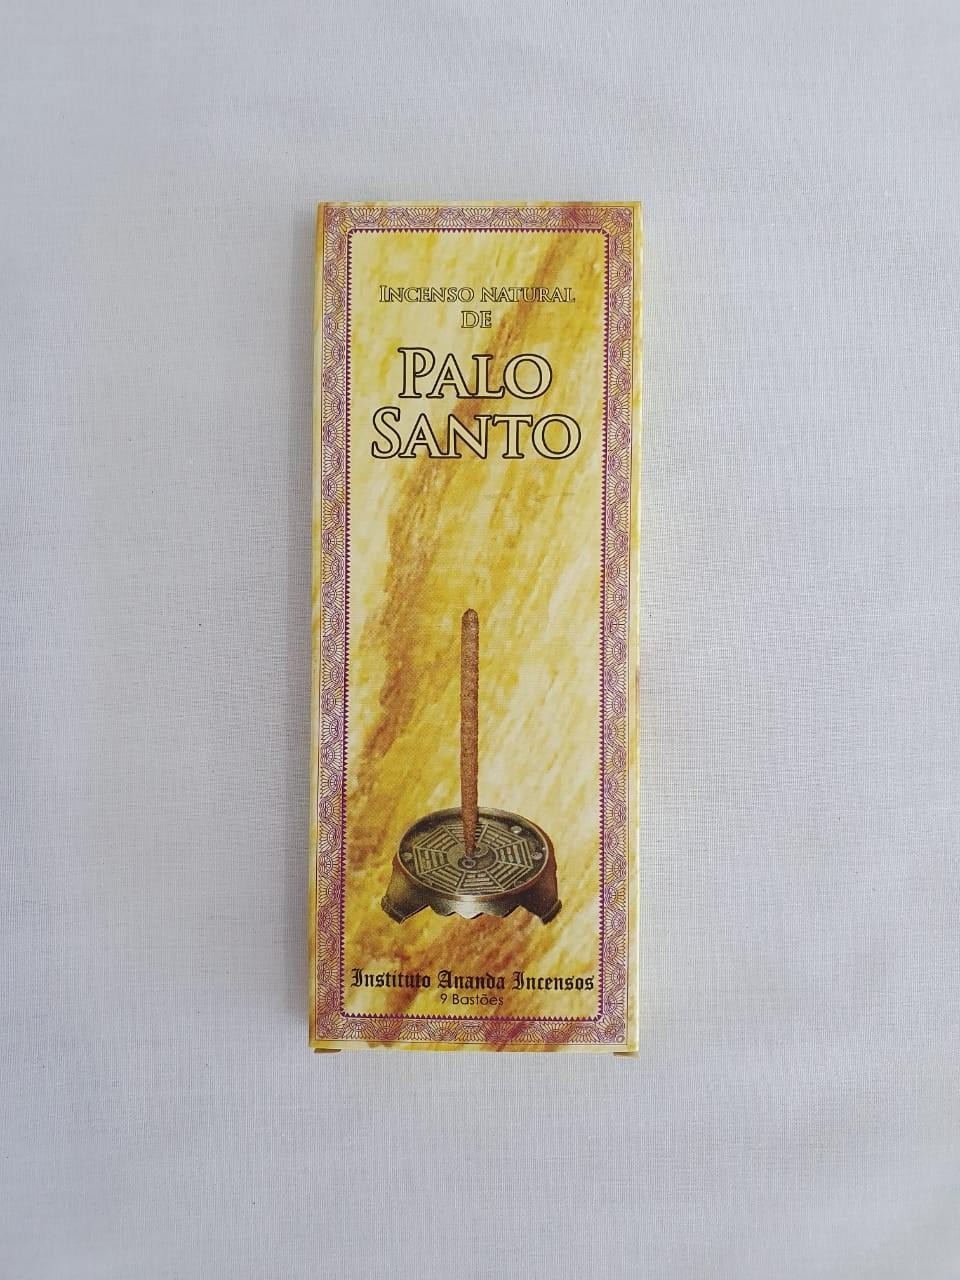 INCENSO NATURAL
DE
PALO
SANTO
Instituto Ananda Incensos
9 Bastões